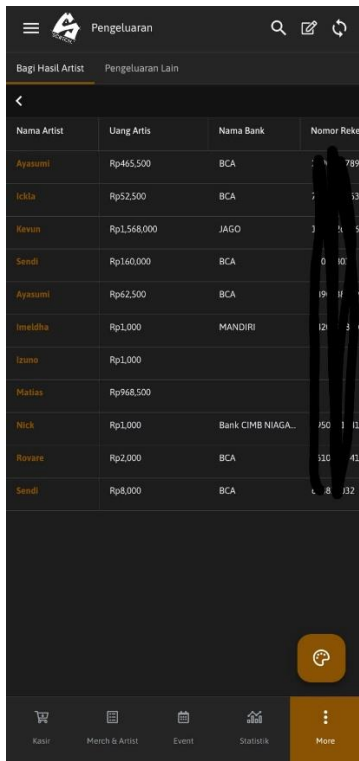 Pengeluaran
Bagi Hasil Artist Pengeluaran Lain
Nama Artist Uang Artis Nama Bank Nomor Reke
Ayasumi Rp465,500 BCA
Ickla Rp52,500 BCA
Kevun Rp1,568,000 JAGO
Sendi Rp160,000 BCA
Ayasumi Rp62,500 BCA
Imeldha Rp1,000 MANDIRI
Izuno Rp1,000
Matias Rp968,500
Nick Rp1,000 Bank CIMB NIAGA...
Rovare Rp2,000 BCA
Sendi Rp8,000 BCA
Kasir Merch & Artist Event Statistik More